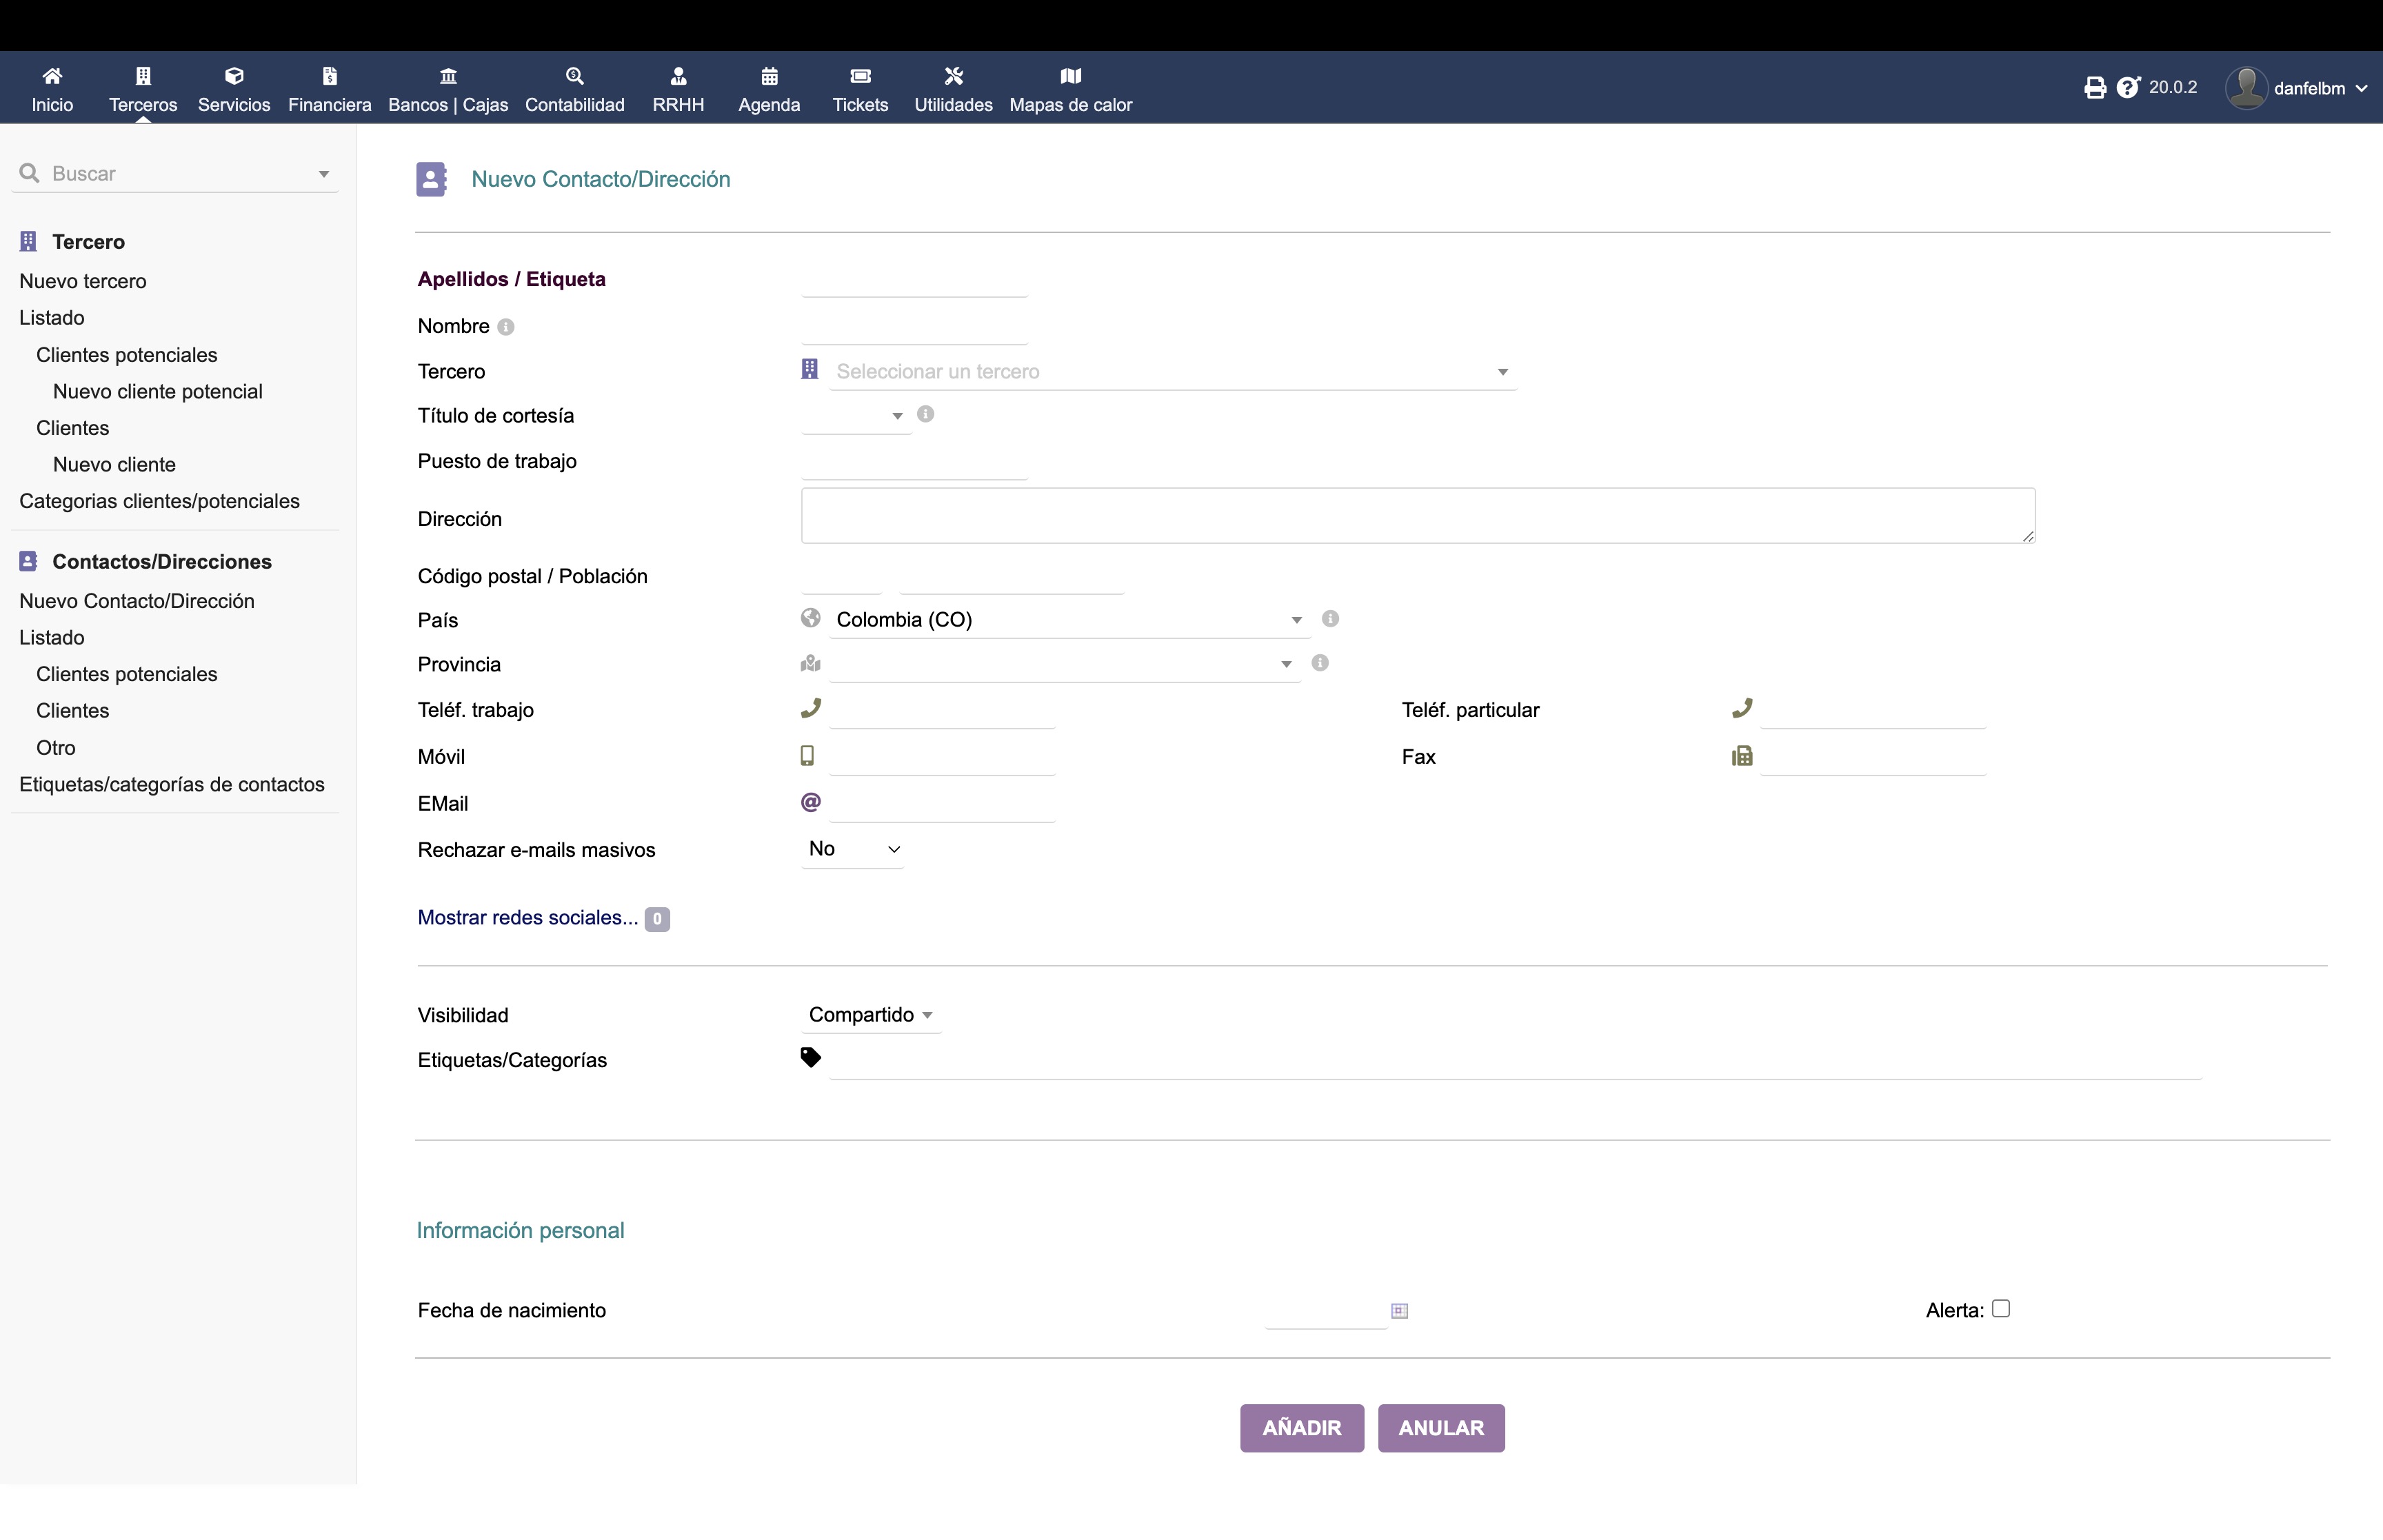 Inicio
Terceros
Servicios
Financiera
Bancos | Cajas
Contabilidad
RRHH
Agenda
Tickets
Utilidades
Mapas de calor
20.0.2
danfelbm
Buscar
Tercero
Nuevo tercero
Listado
Clientes potenciales
Nuevo cliente potencial
Clientes
Nuevo cliente
Categorias clientes/potenciales
Contactos/Direcciones
Nuevo Contacto/Dirección
Listado
Clientes potenciales
Clientes
Otro
Etiquetas/categorías de contactos
Nuevo Contacto/Dirección
Apellidos / Etiqueta
Nombre
Tercero Seleccionar un tercero
Título de cortesía
Puesto de trabajo
Dirección
Código postal / Población
País Colombia (CO)
Provincia
Teléf. trabajo Teléf. particular
Móvil Fax
EMail
Rechazar e-mails masivos No
Mostrar redes sociales... 0
Visibilidad Compartido
Etiquetas/Categorías
Información personal
Fecha de nacimiento Alerta:
AÑADIR ANULAR